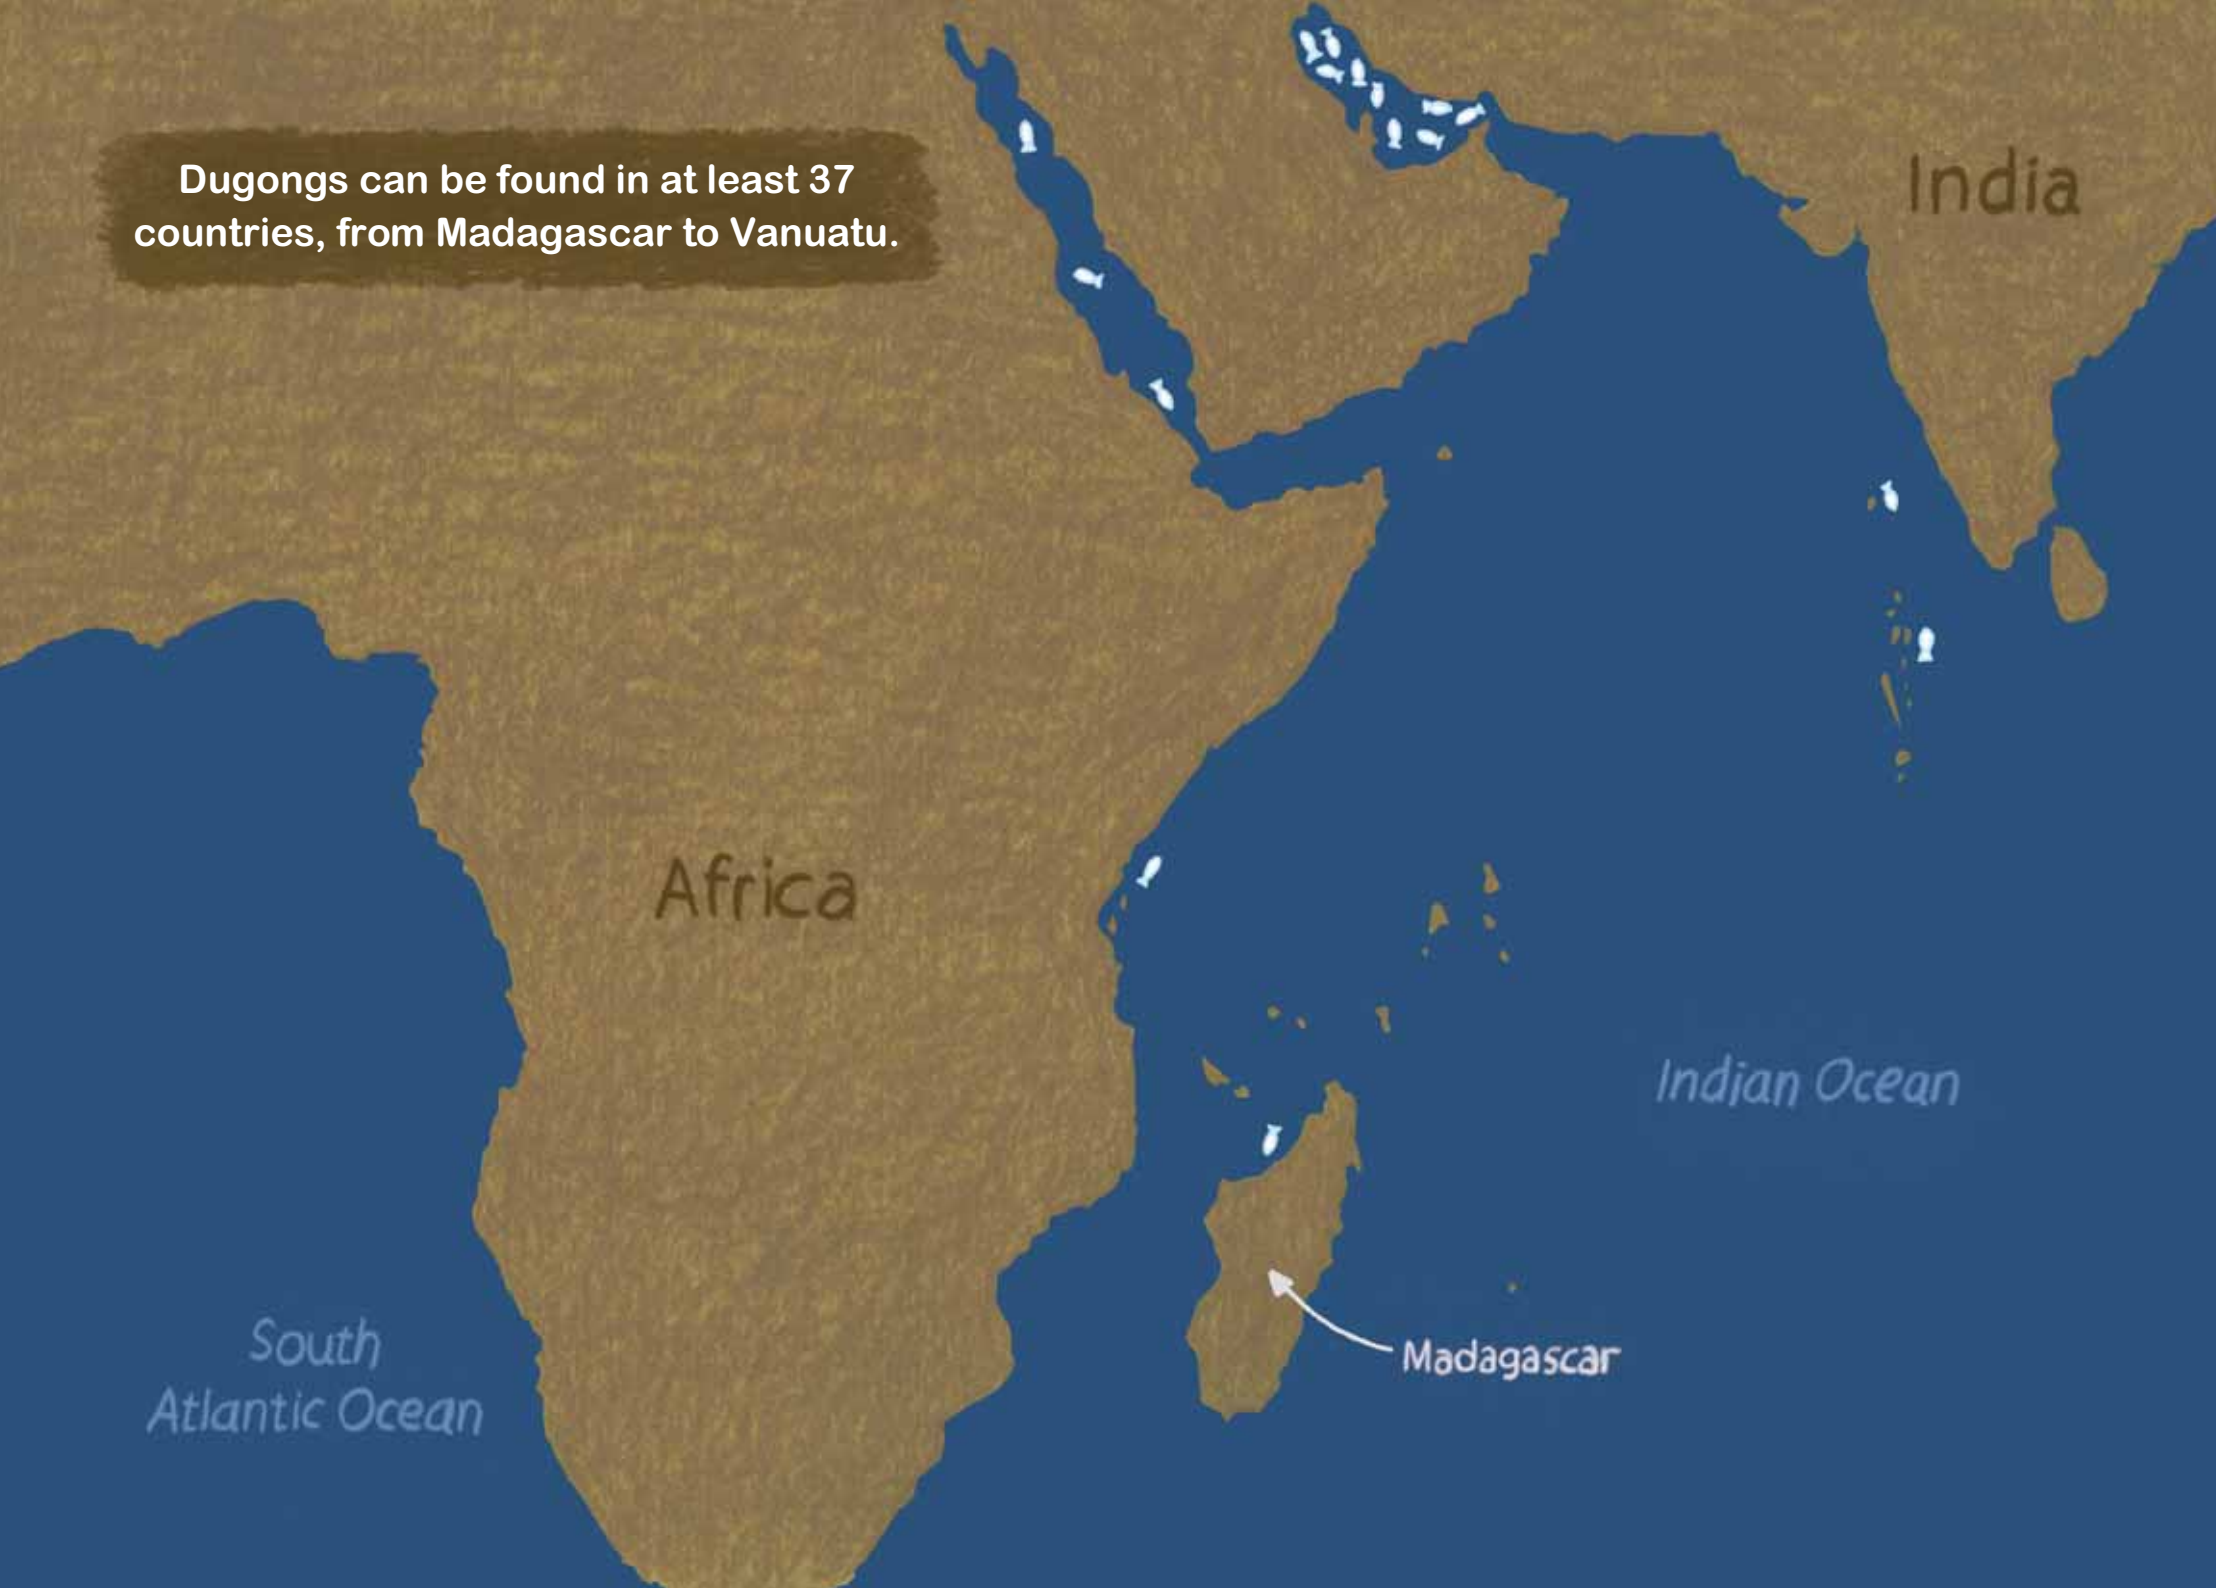 Dugongs can be found in at least 37
countries, from Madagascar to Vanuatu.
India
Africa
Indian Ocean
South
Atlantic Ocean
Madagascar